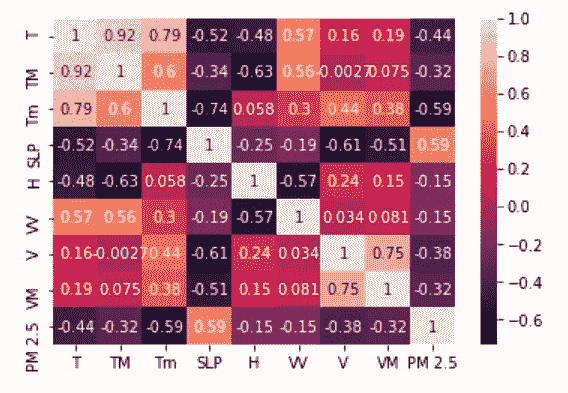 T 1 0.92 0.79 -0.52 -0.48 0.57 0.16 0.19 -0.44
TM 0.92 1 0.6 -0.34 -0.63 0.56 -0.0027 0.075 -0.32
Tm 0.79 0.6 1 -0.74 0.058 0.3 0.44 0.38 -0.59
SLP -0.52 -0.34 -0.74 1 -0.25 -0.19 -0.61 -0.51 0.59
H -0.48 -0.63 0.058 -0.25 1 -0.57 0.24 0.15 -0.15
VV 0.57 0.56 0.3 -0.19 -0.57 1 0.034 0.081 -0.15
V 0.16 -0.0027 0.44 -0.61 0.24 0.034 1 0.75 -0.38
VM 0.19 0.075 0.38 -0.51 0.15 0.081 0.75 1 -0.32
PM 2.5 -0.44 -0.32 -0.59 0.59 -0.15 -0.15 -0.38 -0.32 1
T TM Tm SLP H VV V VM PM 2.5
1.0
0.8
0.6
0.4
0.2
0.0
−0.2
−0.4
−0.6